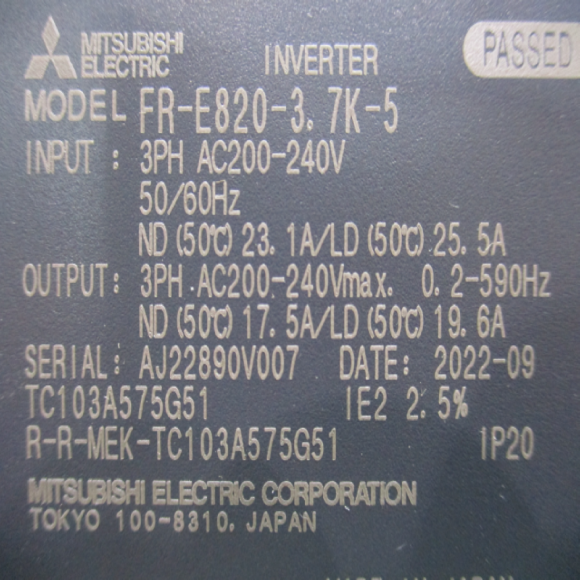 MITSUBISHI
ELECTRIC
INVERTER
PASSED
MODEL FR-E820-3.7K-5
INPUT : 3PH AC200-240V
50/60Hz
ND (50℃) 23.1A/LD (50℃) 25.5A
OUTPUT: 3PH AC200-240Vmax. 0.2-590Hz
ND (50℃) 17.5A/LD (50℃) 19.6A
SERIAL: AJ22890V007 DATE: 2022-09
TC103A575G51 IE2 2.5%
R-R-MEK-TC103A575G51 IP20
MITSUBISHI ELECTRIC CORPORATION
TOKYO 100-8310, JAPAN